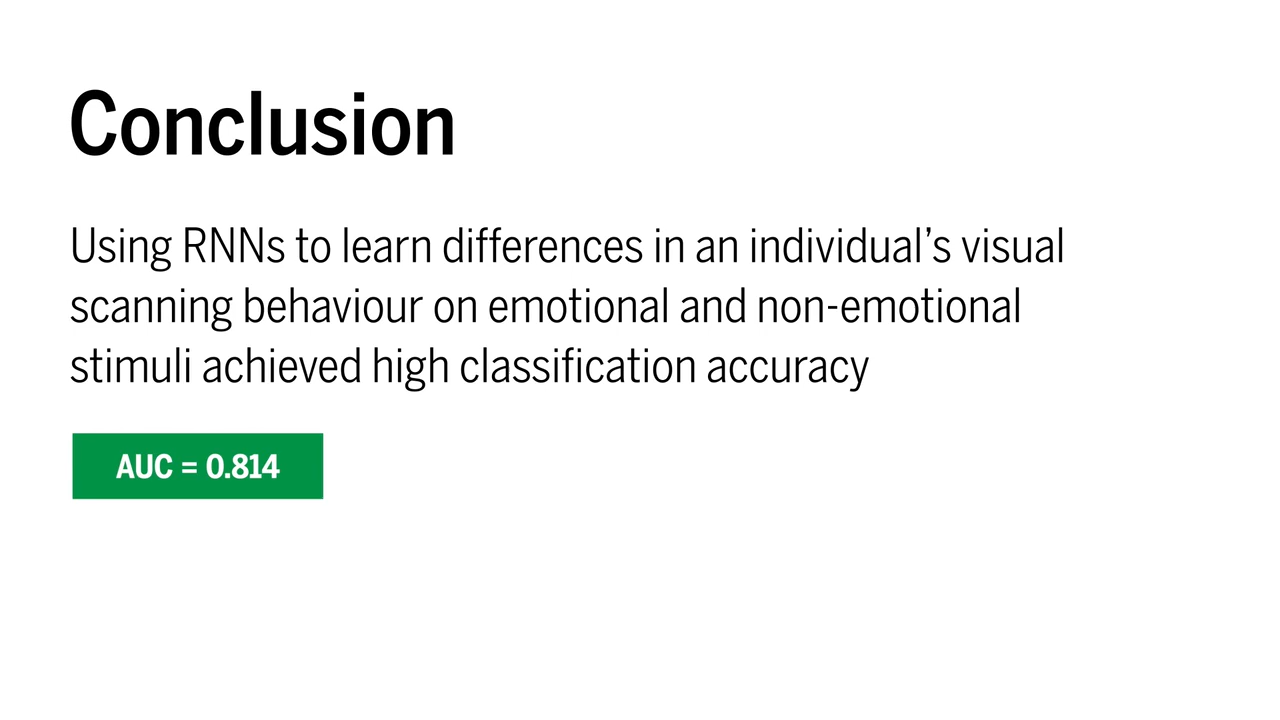 Conclusion
Using RNNs to learn differences in an individual’s visual
scanning behaviour on emotional and non-emotional
stimuli achieved high classification accuracy
AUC = 0.814